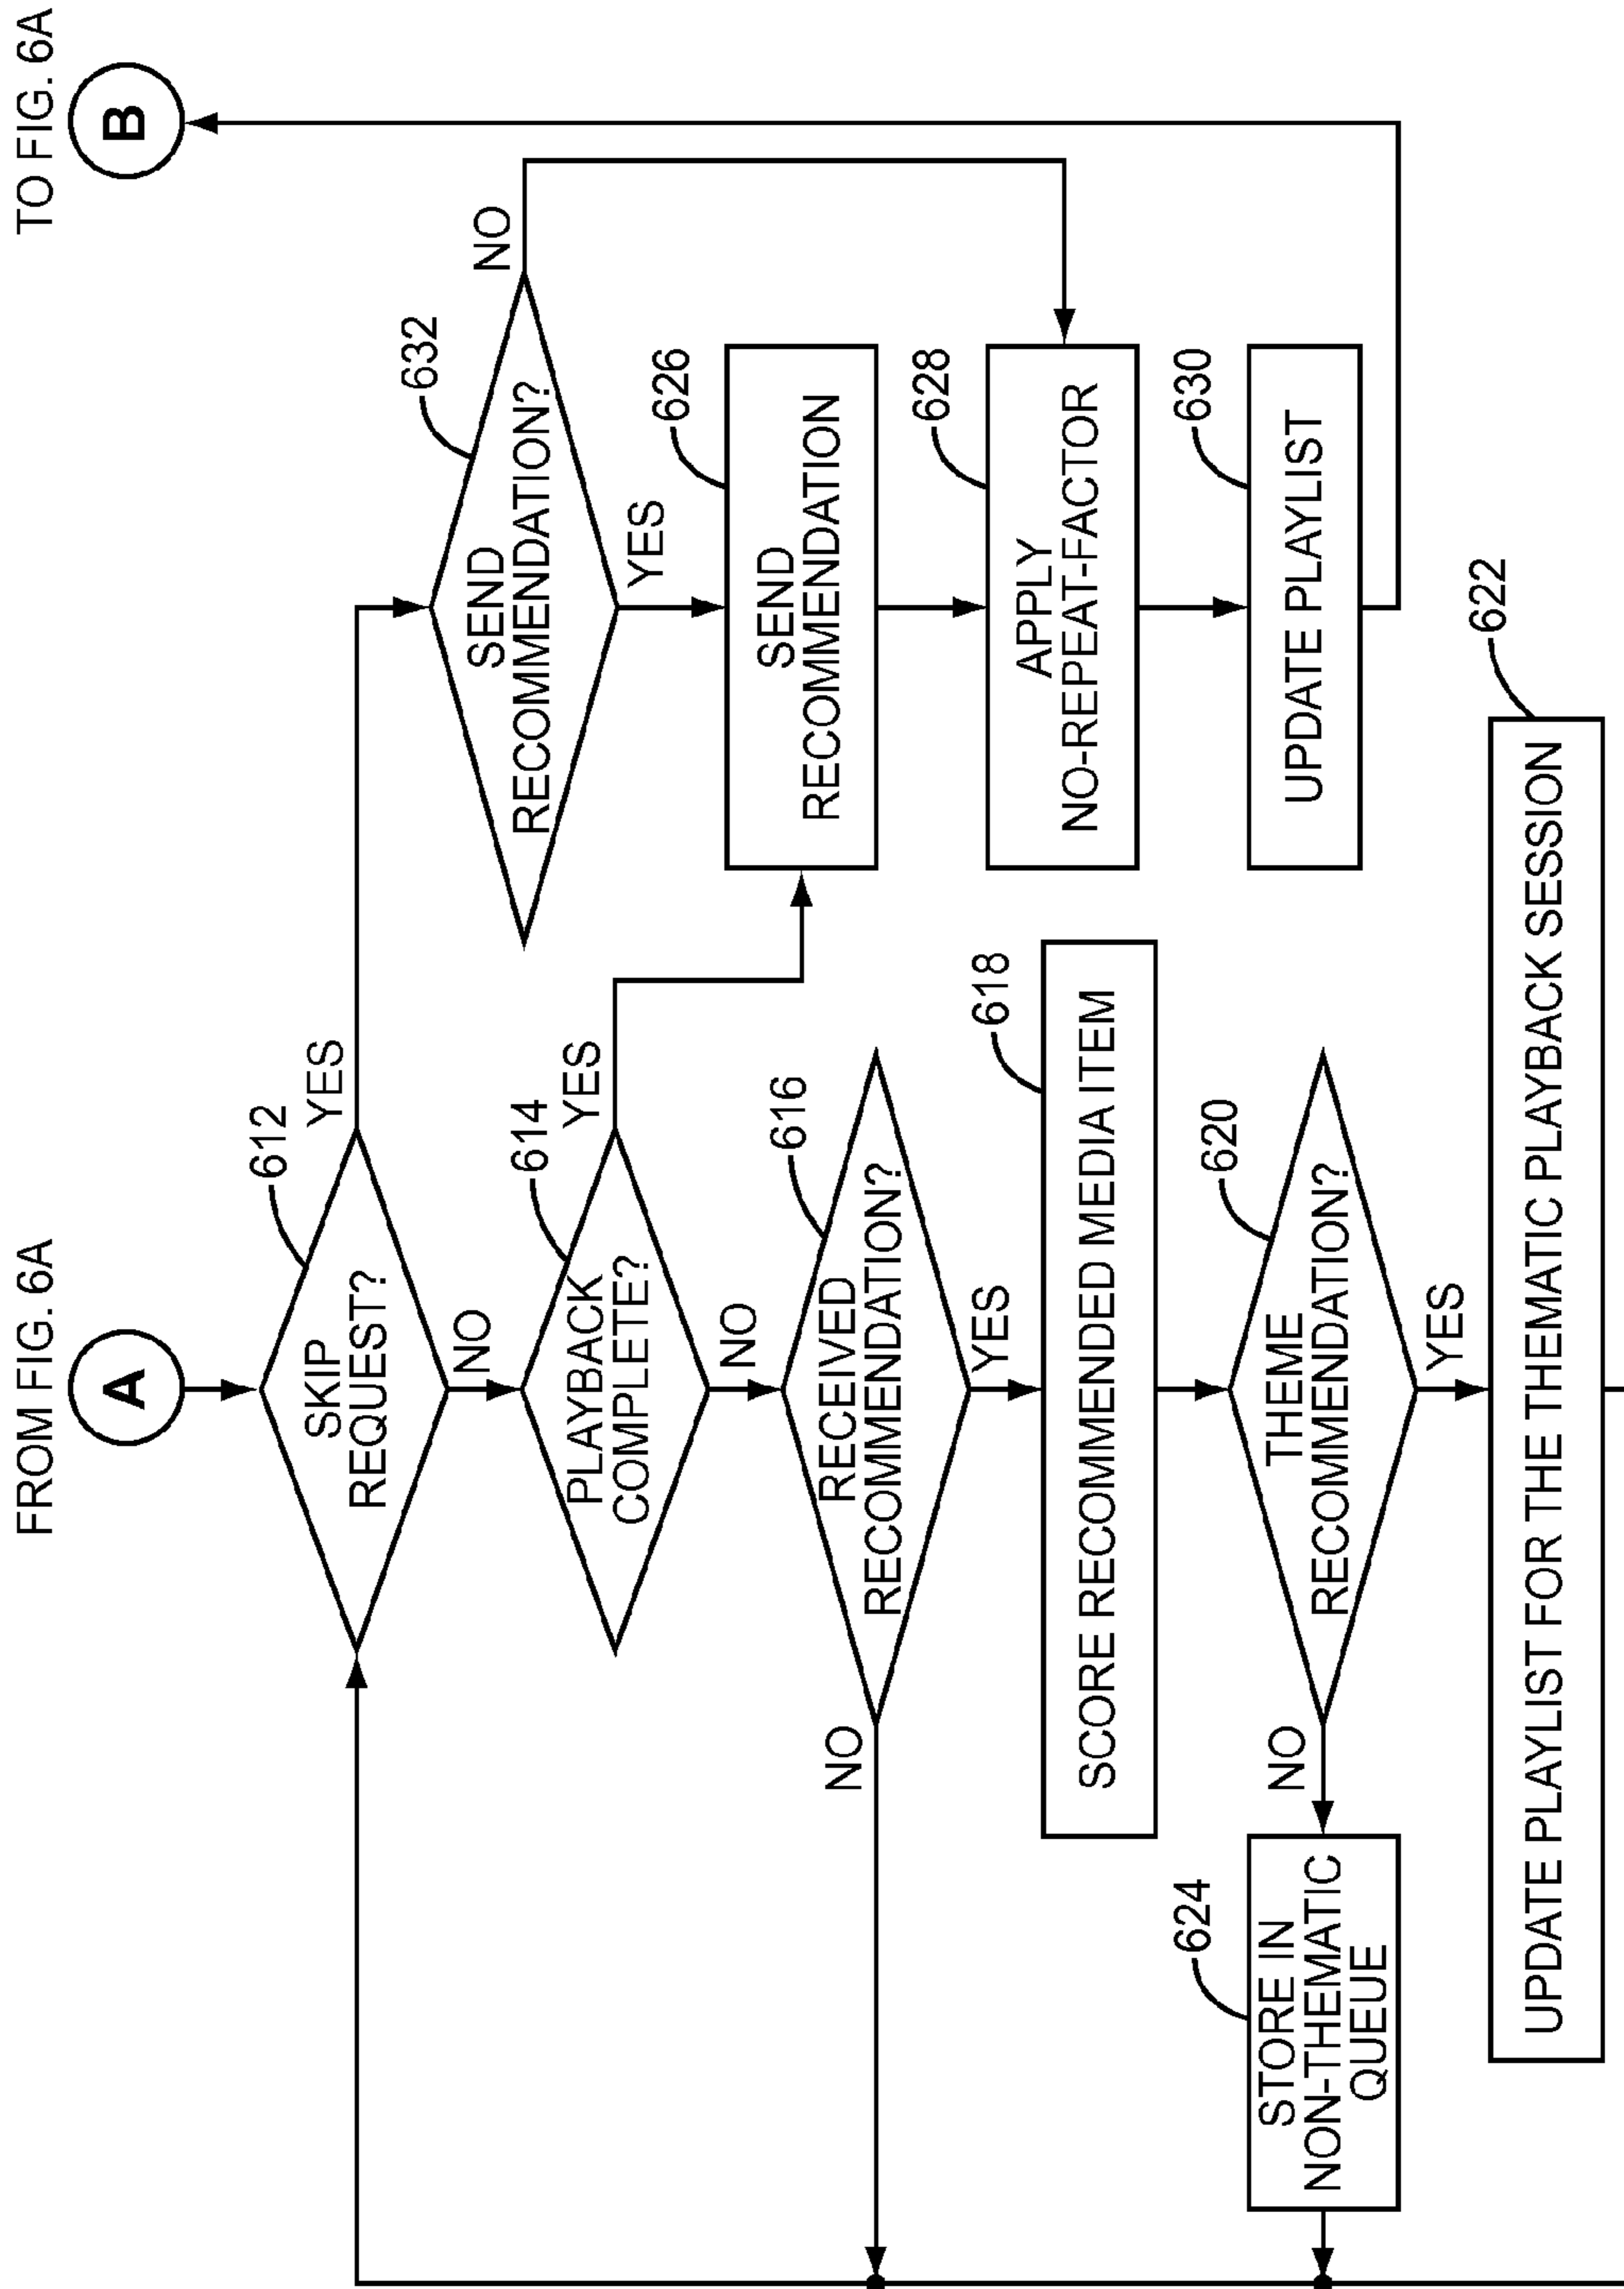 FROM FIG. 6A
TO FIG. 6A
A
B
612
SKIP
REQUEST?
YES
NO
632
SEND
RECOMMENDATION?
NO
YES
614
PLAYBACK
COMPLETE?
YES
NO
626
SEND
RECOMMENDATION
616
RECEIVED
RECOMMENDATION?
NO
YES
628
APPLY
NO-REPEAT-FACTOR
618
SCORE RECOMMENDED MEDIA ITEM
630
UPDATE PLAYLIST
620
THEME
RECOMMENDATION?
NO
YES
624
STORE IN
NON-THEMATIC
QUEUE
622
UPDATE PLAYLIST FOR THE THEMATIC PLAYBACK SESSION